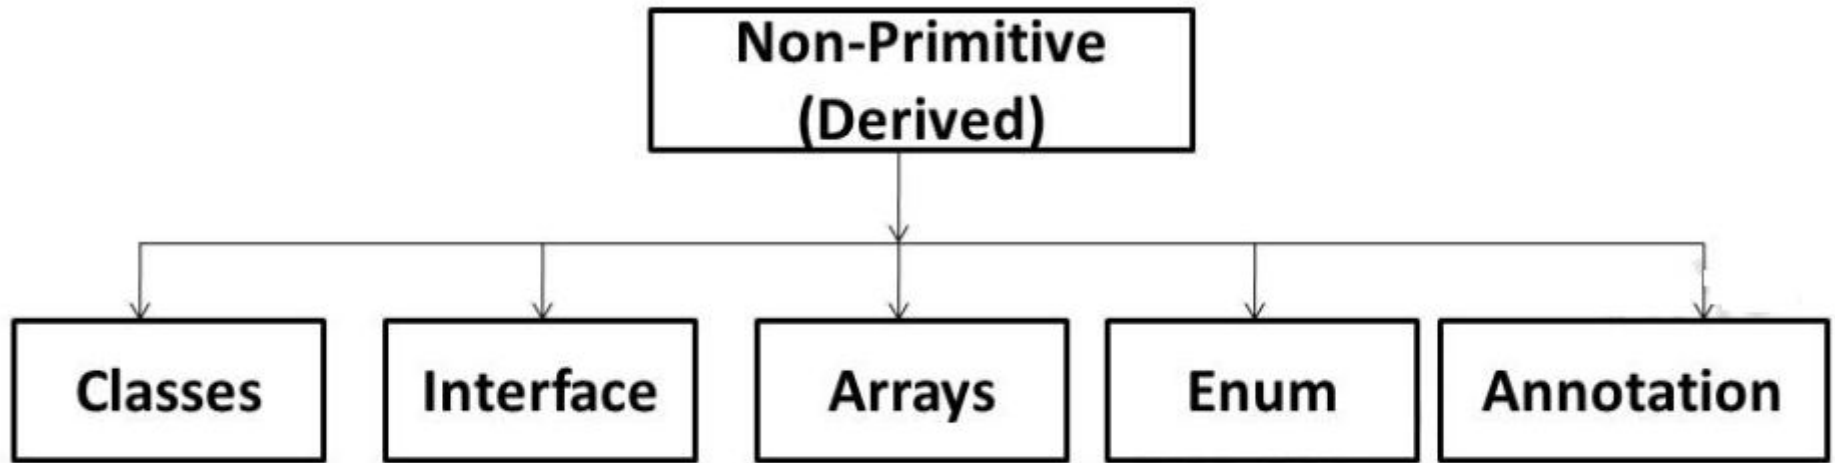 Non-Primitive
(Derived)
Classes
Interface
Arrays
Enum
Annotation